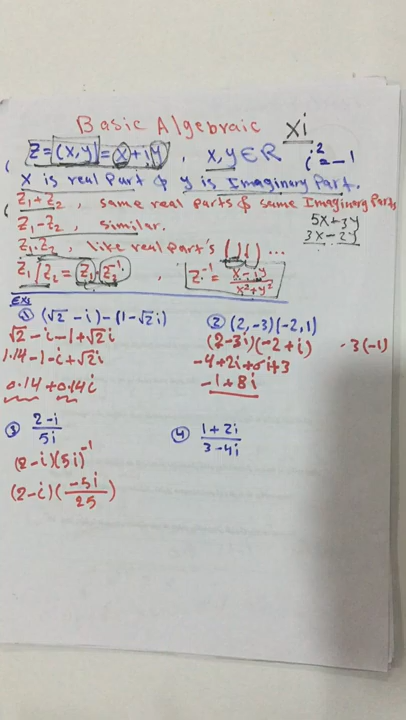 Basic Algebraic
xi
Z = (x,y) = x + iy , x,y ∈ R i² = -1
X is real Part & y is Imaginary Part.
Z₁+Z₂ , same real parts & same Imaginary Parts
Z₁-Z₂, similar.
5x+3y
3x-2y
Z₁.Z₂, like real part's ( ) ( ) ...
Z₁/Z₂ = Z₁.Z₂⁻¹ , Z⁻¹ = x-iy / x²+y²
Ex:
① (√2 - i) - (1-√2i)
√2 - i - 1 + √2i
1.14 - 1 - i + √2i
0.14 + 0.14i
② (2,-3)(-2,1)
(2-3i)(-2+i)
-3(-1)
-4+2i+6i+3
-1+8i
③ 2-i / 5i
(2-i)(5i)⁻¹
(2-i)(-5i / 25)
④ 1+2i / 3-4i